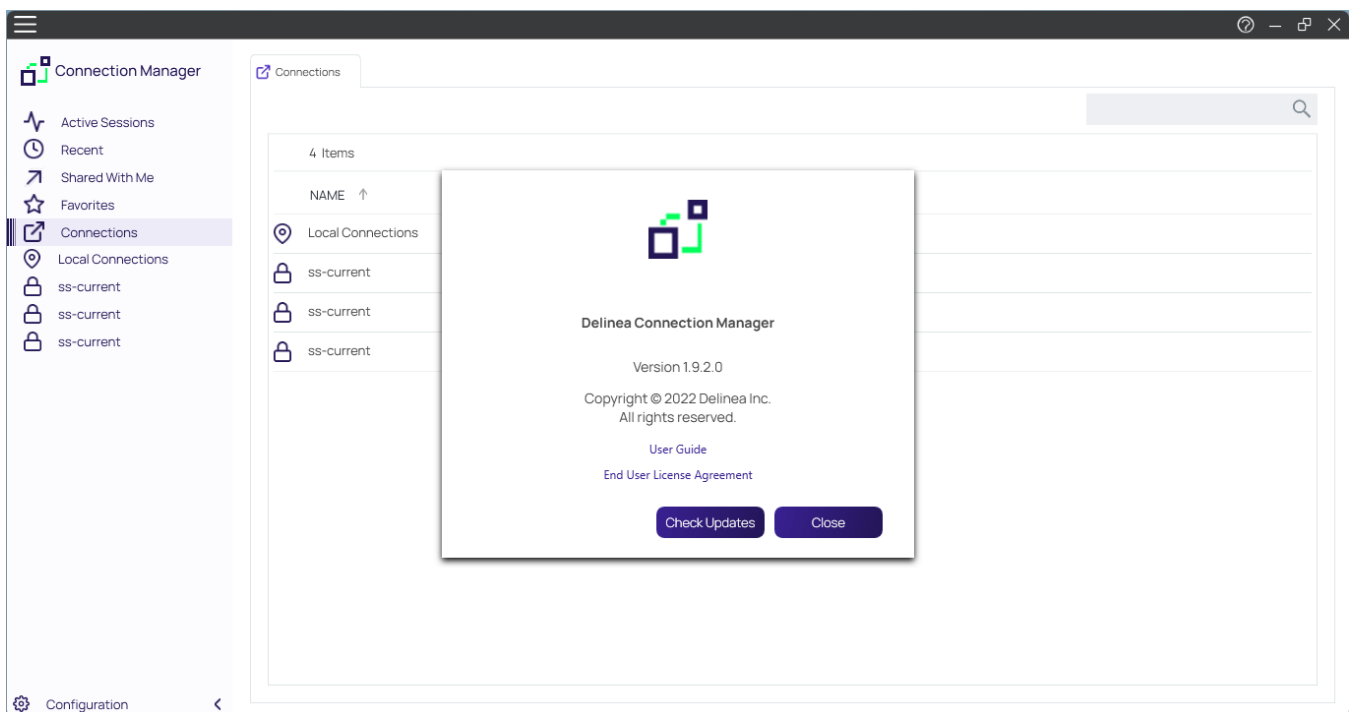 Connection Manager
Active Sessions
Recent
Shared With Me
Favorites
Connections
Local Connections
ss-current
ss-current
ss-current
Configuration
Connections
4 Items
NAME
Local Connections
ss-current
ss-current
ss-current
Delinea Connection Manager
Version 1.9.2.0
Copyright © 2022 Delinea Inc.
All rights reserved.
User Guide
End User License Agreement
Check Updates
Close